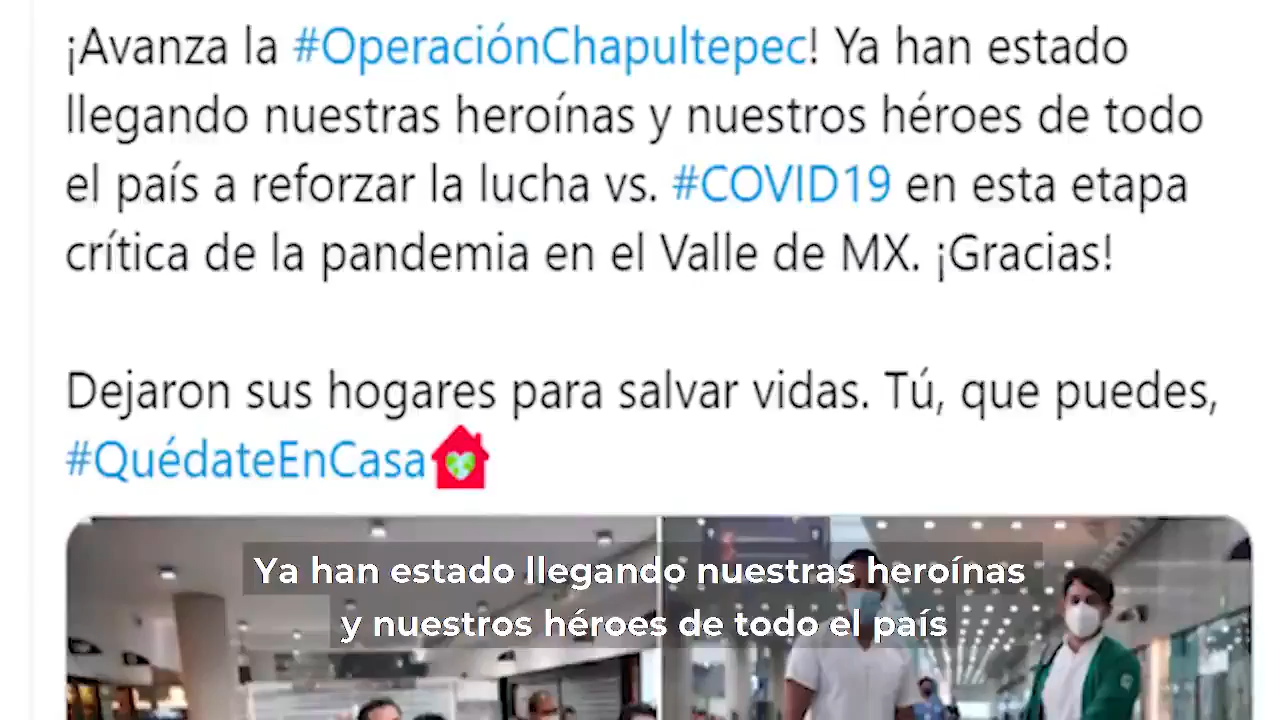 ¡Avanza la #OperaciónChapultepec! Ya han estado
llegando nuestras heroínas y nuestros héroes de todo
el país a reforzar la lucha vs. #COVID19 en esta etapa
crítica de la pandemia en el Valle de MX. ¡Gracias!
Dejaron sus hogares para salvar vidas. Tú, que puedes,
#QuédateEnCasa
Ya han estado llegando nuestras heroínas
y nuestros héroes de todo el país